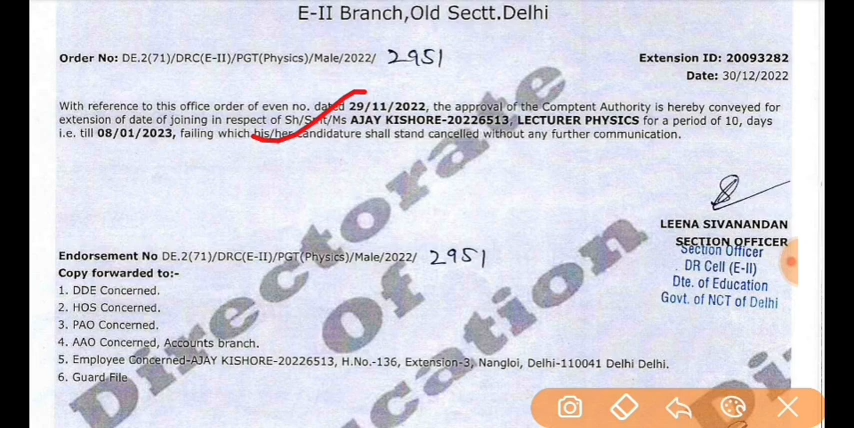 E-II Branch,Old Sectt.Delhi
Order No: DE.2(71)/DRC(E-II)/PGT(Physics)/Male/2022/ 2951
Extension ID: 20093282
Date: 30/12/2022
With reference to this office order of even no. dated 29/11/2022, the approval of the Comptent Authority is hereby conveyed for
extension of date of joining in respect of Sh/Smt/Ms AJAY KISHORE-20226513, LECTURER PHYSICS for a period of 10, days
i.e. till 08/01/2023, failing which his/her candidature shall stand cancelled without any further communication.
LEENA SIVANANDAN
SECTION OFFICER
Section Officer
DR Cell (E-II)
Dte. of Education
Govt. of NCT of Delhi
Endorsement No DE.2(71)/DRC(E-II)/PGT(Physics)/Male/2022/ 2951
Copy forwarded to:-
1. DDE Concerned.
2. HOS Concerned.
3. PAO Concerned.
4. AAO Concerned, Accounts branch.
5. Employee Concerned-AJAY KISHORE-20226513, H.No.-136, Extension-3, Nangloi, Delhi-110041 Delhi Delhi.
6. Guard File
Directorate
Of
Education